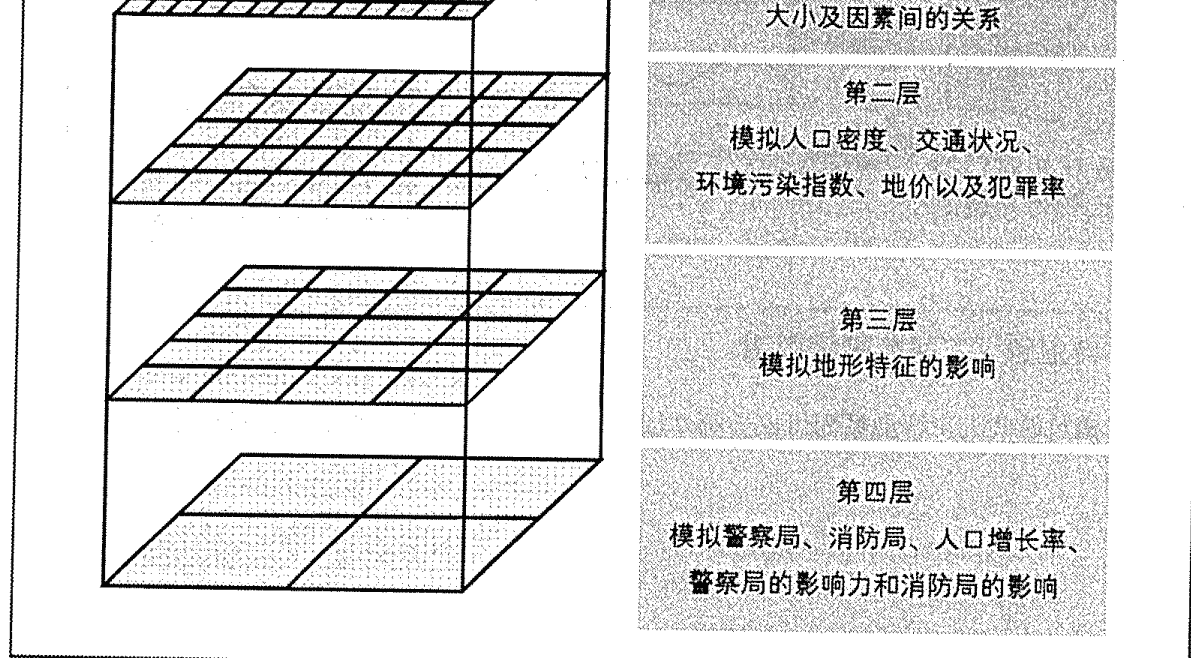 大小及因素间的关系
第二层
模拟人口密度、交通状况、
环境污染指数、地价以及犯罪率
第三层
模拟地形特征的影响
第四层
模拟警察局、消防局、人口增长率、
警察局的影响力和消防局的影响